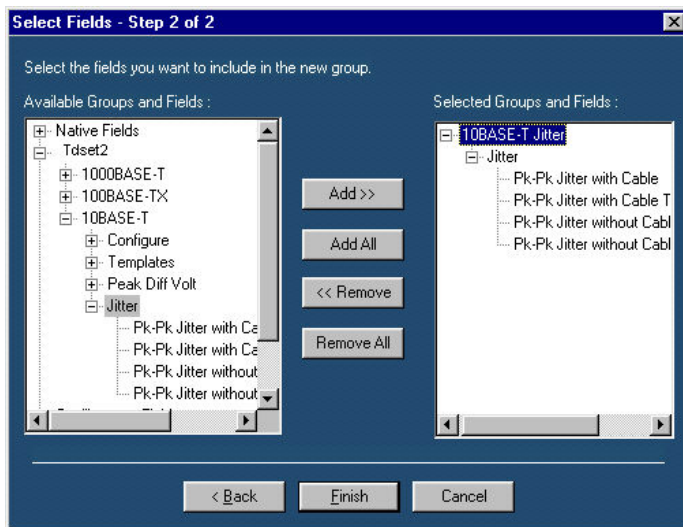 Select Fields - Step 2 of 2
Select the fields you want to include in the new group.
Available Groups and Fields :
Native Fields
Tdset2
1000BASE-T
100BASE-TX
10BASE-T
Configure
Templates
Peak Diff Volt
Jitter
Pk-Pk Jitter with Ca
Pk-Pk Jitter with Ca
Pk-Pk Jitter without
Pk-Pk Jitter without
Add >>
Add All
<< Remove
Remove All
Selected Groups and Fields :
10BASE-T Jitter
Jitter
Pk-Pk Jitter with Cable
Pk-Pk Jitter with Cable T
Pk-Pk Jitter without Cabl
Pk-Pk Jitter without Cabl
< Back
Finish
Cancel